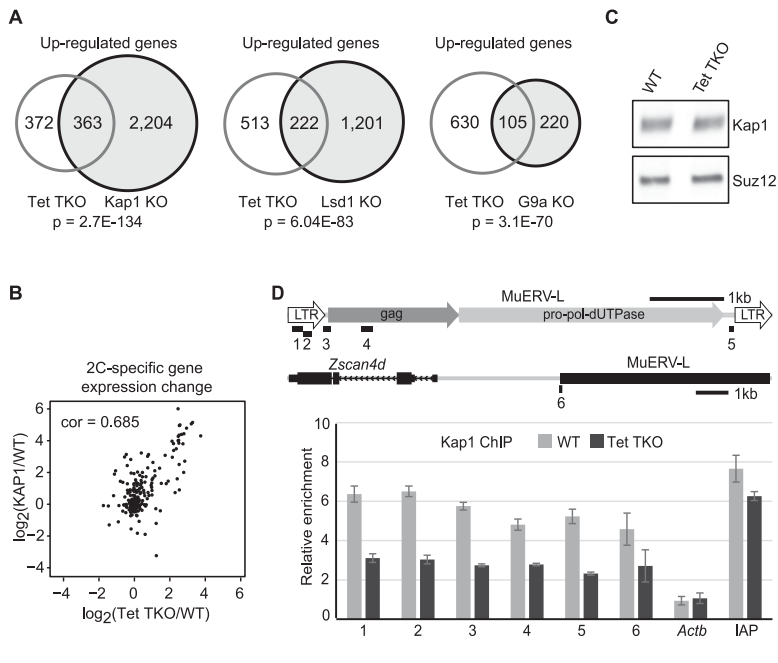 A
Up-regulated genes
Up-regulated genes
Up-regulated genes
372
363
2,204
513
222
1,201
630
105
220
Tet TKO
Kap1 KO
Tet TKO
Lsd1 KO
Tet TKO
G9a KO
p = 2.7E-134
p = 6.04E-83
p = 3.1E-70
C
WT
Tet TKO
Kap1
Suz12
B
2C-specific gene
expression change
cor = 0.685
6
4
2
0
−2
−4
log2(KAP1/WT)
−4
−2
0
2
4
6
log2(Tet TKO/WT)
D
MuERV-L
1kb
LTR
gag
pro-pol-dUTPase
LTR
1
2
3
4
5
Zscan4d
MuERV-L
6
1kb
Kap1 ChIP
WT
Tet TKO
10
8
6
4
2
0
Relative enrichment
1
2
3
4
5
6
Actb
IAP